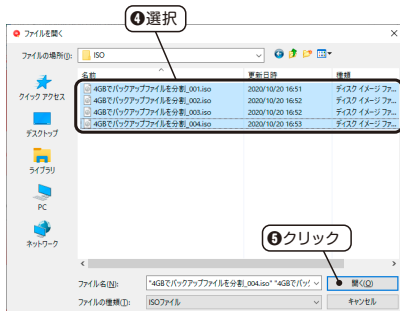 ❹選択
ファイルを開く
ファイルの場所(I): ISO
名前 更新日時 種類
4GBでバックアップファイルを分割_001.iso 2020/10/20 16:51 ディスク イメージ ファ...
4GBでバックアップファイルを分割_002.iso 2020/10/20 16:52 ディスク イメージ ファ...
4GBでバックアップファイルを分割_003.iso 2020/10/20 16:52 ディスク イメージ ファ...
4GBでバックアップファイルを分割_004.iso 2020/10/20 16:53 ディスク イメージ ファ...
クイック アクセス
デスクトップ
ライブラリ
PC
ネットワーク
❺クリック
ファイル名(N): "4GBでバックアップファイルを分割_004.iso" "4GBでバッ 開く(O)
ファイルの種類(T): ISOファイル キャンセル